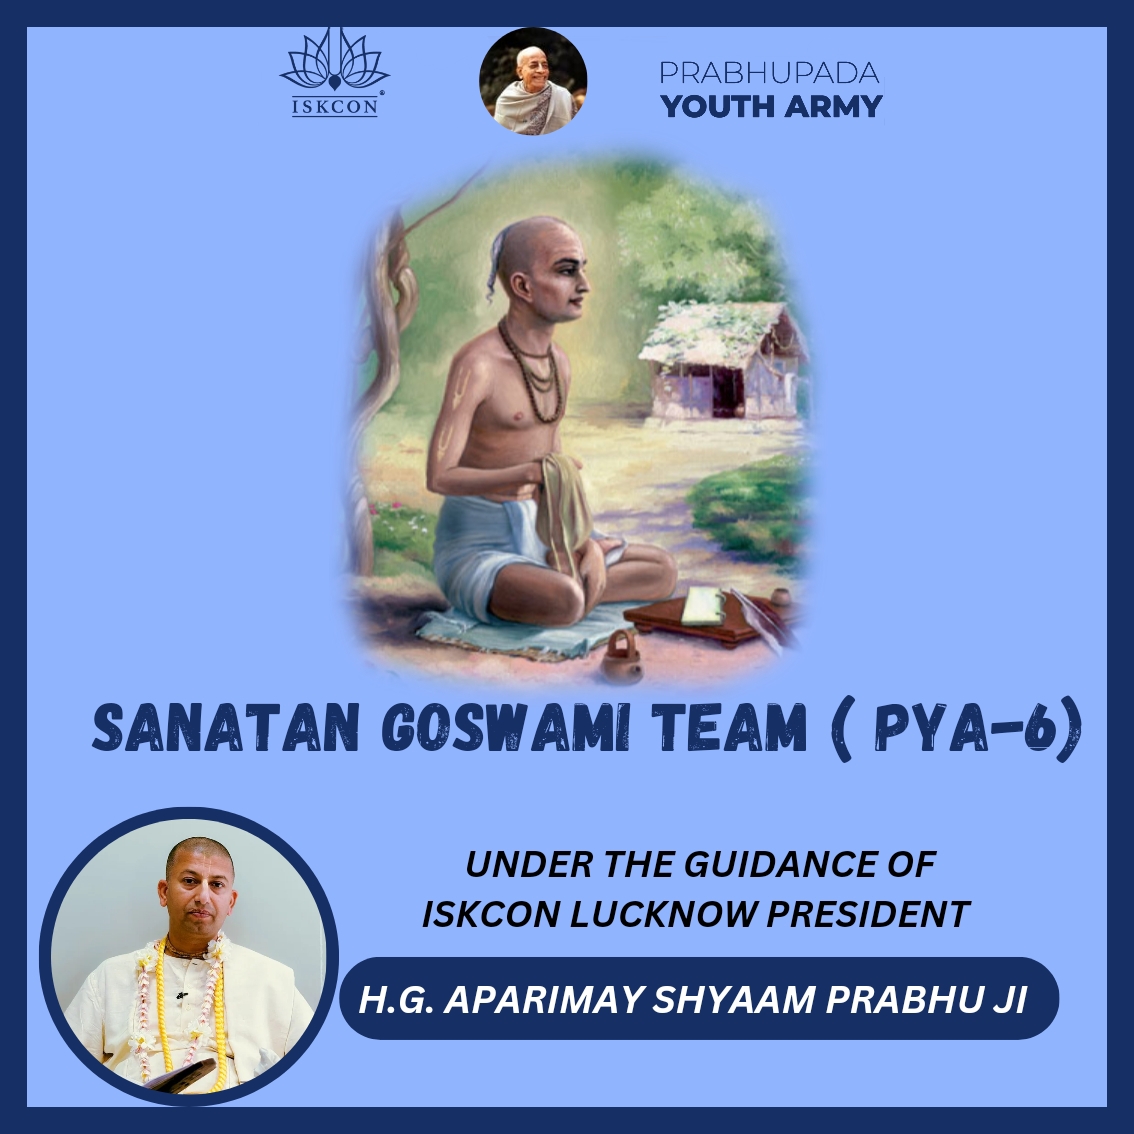 ISKCON
PRABHUPADA
YOUTH ARMY
SANATAN GOSWAMI TEAM ( PYA-6)
UNDER THE GUIDANCE OF
ISKCON LUCKNOW PRESIDENT
H.G. APARIMAY SHYAAM PRABHU JI